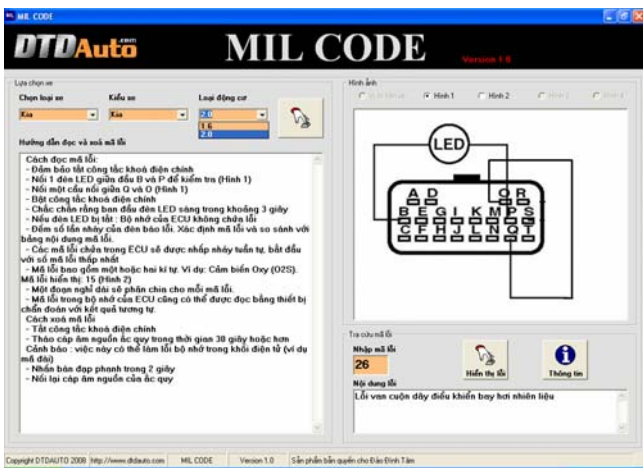 MIL CODE
DTDAuto.com
MIL CODE
Version 1.0
Lựa chọn xe
Chọn loại xe
Kiểu xe
Loại động cơ
Kia
Kia
2.0
1.6
2.0
Hướng dẫn đọc và xoá mã lỗi
Cách đọc mã lỗi:
- Đảm bảo tắt công tắc khoá điện chính
- Nối 1 đèn LED giữa đầu B và P để kiểm tra (Hình 1)
- Nối một cầu nối giữa Q và O (Hình 1)
- Bật công tắc khoá điện chính
- Chắc chắn rằng ban đầu đèn LED sáng trong khoảng 3 giây
- Nếu đèn LED bị tắt : Bộ nhớ của ECU không chứa lỗi
- Đếm số lần nháy của đèn báo lỗi. Xác định mã lỗi và so sánh với
bảng nội dung mã lỗi.
- Các mã lỗi chứa trong ECU sẽ được nhấp nháy tuần tự, bắt đầu
với số mã lỗi thấp nhất
- Mã lỗi bao gồm một hoặc hai kí tự. Ví dụ: Cảm biến Oxy (O2S).
Mã lỗi hiển thị: 15 (Hình 2)
- Một đoạn nghỉ dài sẽ phân chia cho mỗi mã lỗi.
- Mã lỗi trong bộ nhớ của ECU cũng có thể được đọc bằng thiết bị
chẩn đoán với kết quả tương tự.
Cách xoá mã lỗi
- Tắt công tắc khoá điện chính
- Tháo cáp âm nguồn ắc quy trong thời gian 30 giây hoặc hơn
Cảnh báo : việc này có thể làm lỗi bộ nhớ trong khối điện tử (ví dụ
mã đài)
- Nhấn bàn đạp phanh trong 2 giây
- Nối lại cáp âm nguồn của ắc quy
Hình ảnh
Hình 1
Hình 2
LED
A D O R
B E G I K M P S
C F H J L N Q T
Tra cứu mã lỗi
Nhập mã lỗi
26
Hiển thị lỗi
Thông tin
Nội dung lỗi
Lỗi van cuộn dây điều khiển bay hơi nhiên liệu
Copyright DTDAUTO 2008
http://www.dtdauto.com
MIL CODE
Version 1.0
Sản phẩm bản quyền cho Đào Đình Tâm